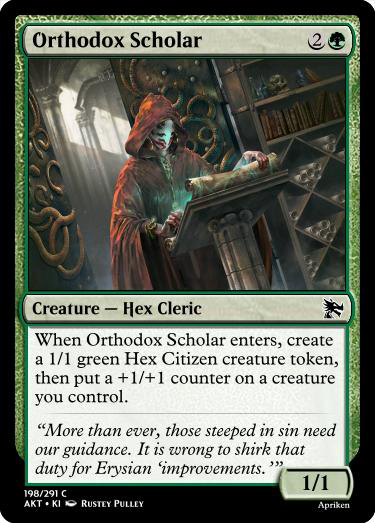 Orthodox Scholar 2
Creature — Hex Cleric
When Orthodox Scholar enters, create
a 1/1 green Hex Citizen creature token,
then put a +1/+1 counter on a creature
you control.
“More than ever, those steeped in sin need
our guidance. It is wrong to shirk that
duty for Erysian ‘improvements.’”
1/1
198/291 C
AKT • KI RUSTEY PULLEY
Apriken